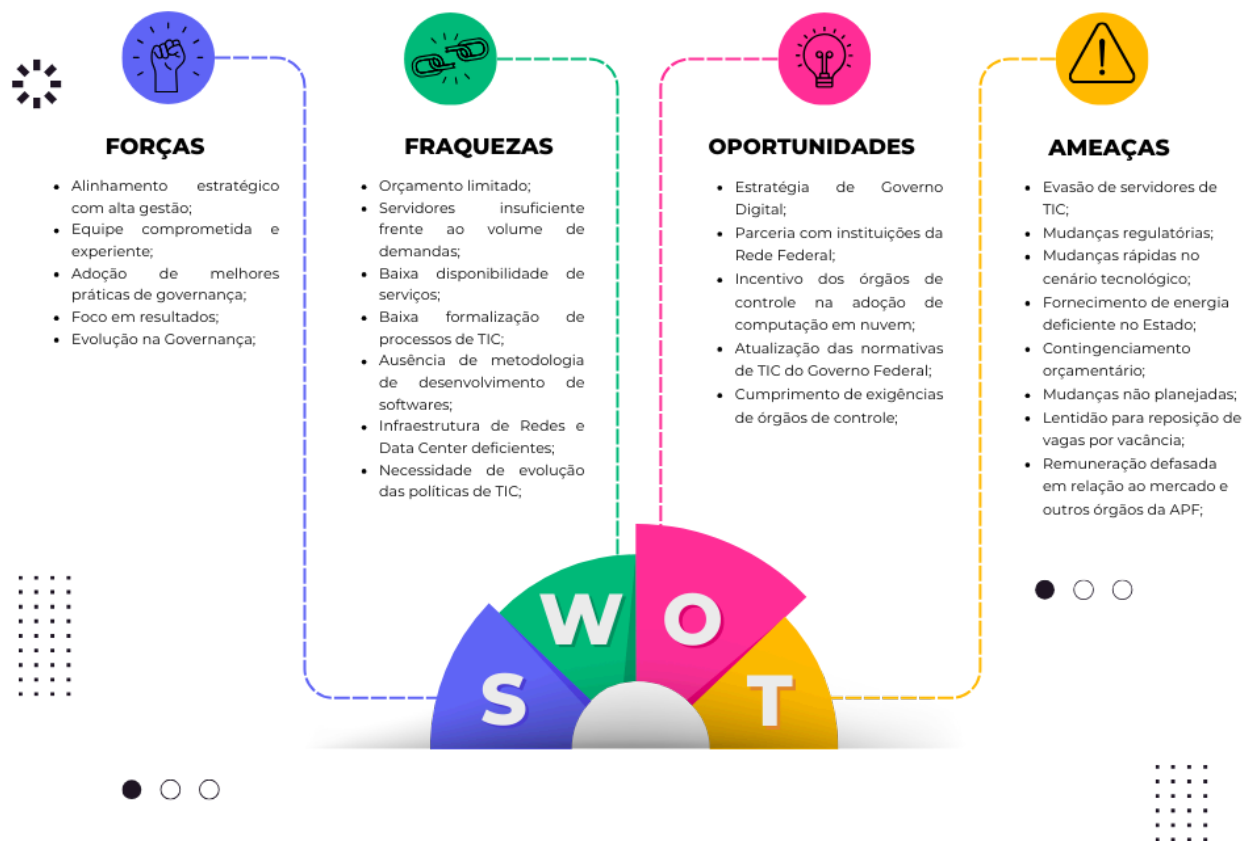 FORÇAS
• Alinhamento estratégico
com alta gestão;
• Equipe comprometida e
experiente;
• Adoção de melhores
práticas de governança;
• Foco em resultados;
• Evolução na Governança;
FRAQUEZAS
• Orçamento limitado;
• Servidores insuficiente
frente ao volume de
demandas;
• Baixa disponibilidade de
serviços;
• Baixa formalização de
processos de TIC;
• Ausência de metodologia
de desenvolvimento de
softwares;
• Infraestrutura de Redes e
Data Center deficientes;
• Necessidade de evolução
das políticas de TIC;
OPORTUNIDADES
• Estratégia de Governo
Digital;
• Parceria com instituições da
Rede Federal;
• Incentivo dos órgãos de
controle na adoção de
computação em nuvem;
• Atualização das normativas
de TIC do Governo Federal;
• Cumprimento de exigências
de órgãos de controle;
AMEAÇAS
• Evasão de servidores de
TIC;
• Mudanças regulatórias;
• Mudanças rápidas no
cenário tecnológico;
• Fornecimento de energia
deficiente no Estado;
• Contingenciamento
orçamentário;
• Mudanças não planejadas;
• Lentidão para reposição de
vagas por vacância;
• Remuneração defasada
em relação ao mercado e
outros órgãos da APF;
S
W
O
T